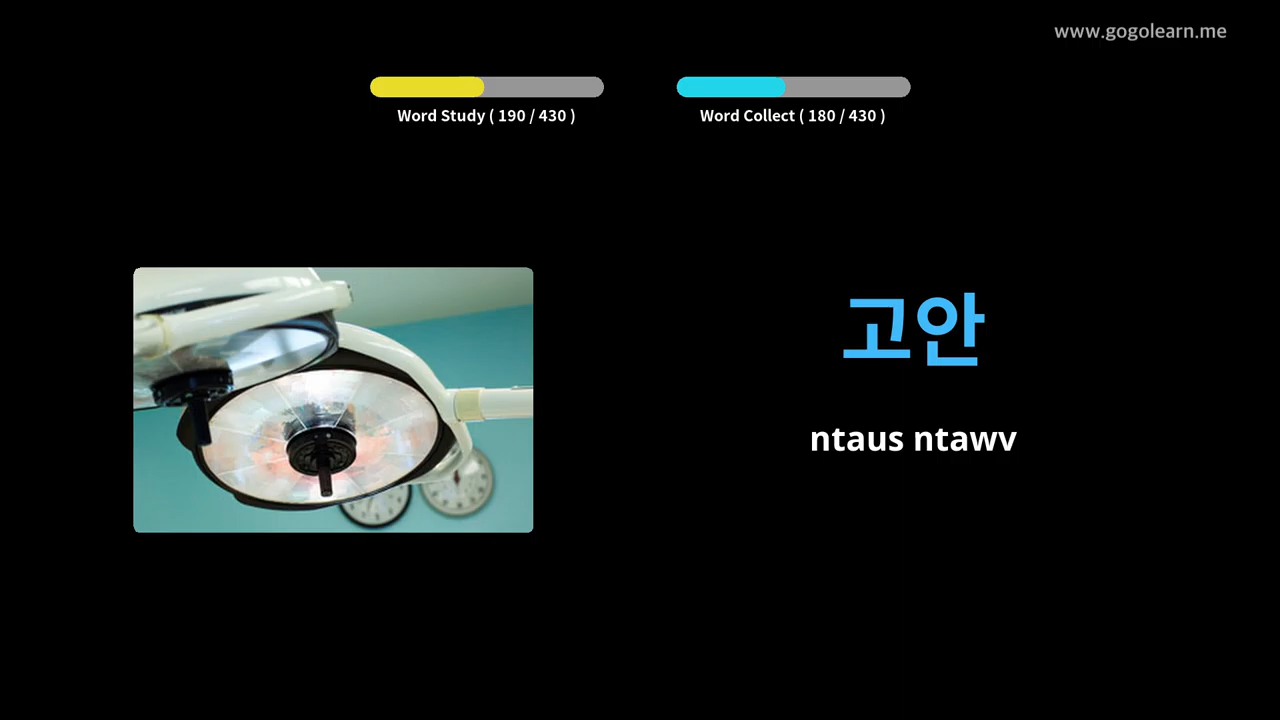 www.gogolearn.me
Word Study ( 190 / 430 )
Word Collect ( 180 / 430 )
고안
ntaus ntawv